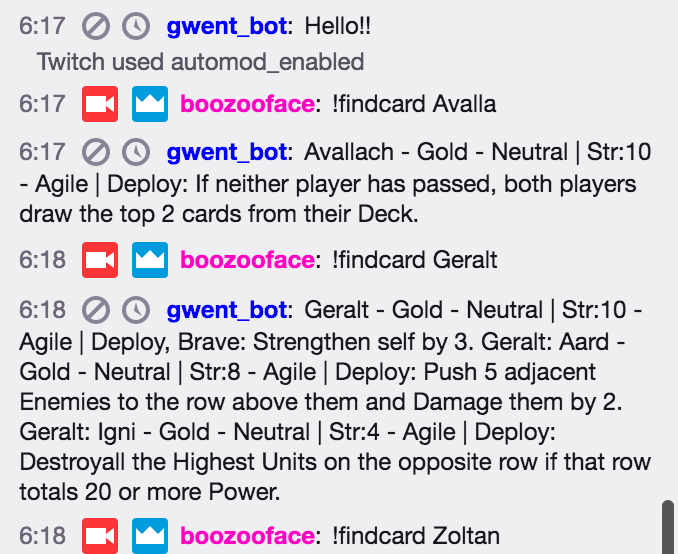 6:17 gwent_bot: Hello!!
Twitch used automod_enabled
6:17 boozooface: !findcard Avalla
6:17 gwent_bot: Avallach - Gold - Neutral | Str:10
- Agile | Deploy: If neither player has passed, both players
draw the top 2 cards from their Deck.
6:18 boozooface: !findcard Geralt
6:18 gwent_bot: Geralt - Gold - Neutral | Str:10 -
Agile | Deploy, Brave: Strengthen self by 3. Geralt: Aard -
Gold - Neutral | Str:8 - Agile | Deploy: Push 5 adjacent
Enemies to the row above them and Damage them by 2.
Geralt: Igni - Gold - Neutral | Str:4 - Agile | Deploy:
Destroyall the Highest Units on the opposite row if that row
totals 20 or more Power.
6:18 boozooface: !findcard Zoltan